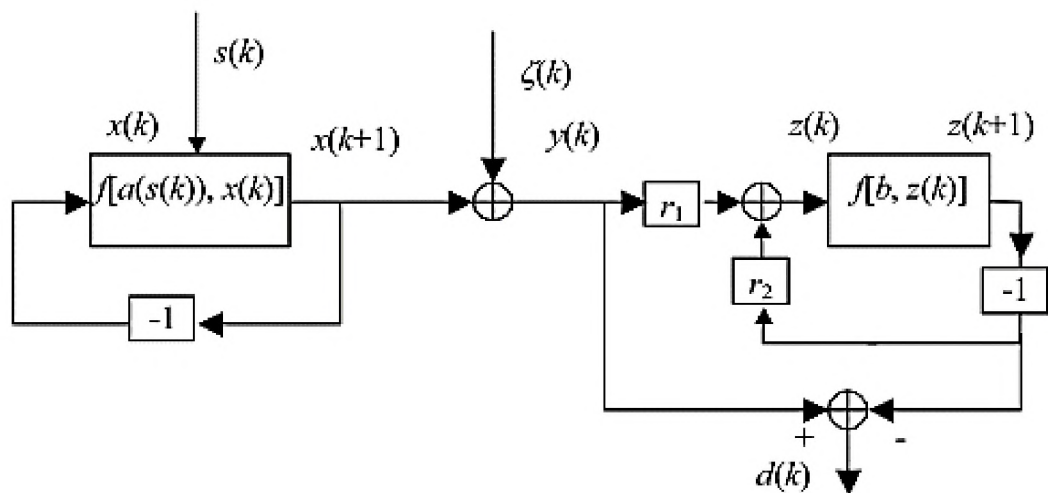 s(k)
ζ(k)
x(k)
x(k+1)
y(k)
z(k)
z(k+1)
f[a(s(k)), x(k)]
r₁
f[b, z(k)]
r₂
-1
-1
+
-
d(k)